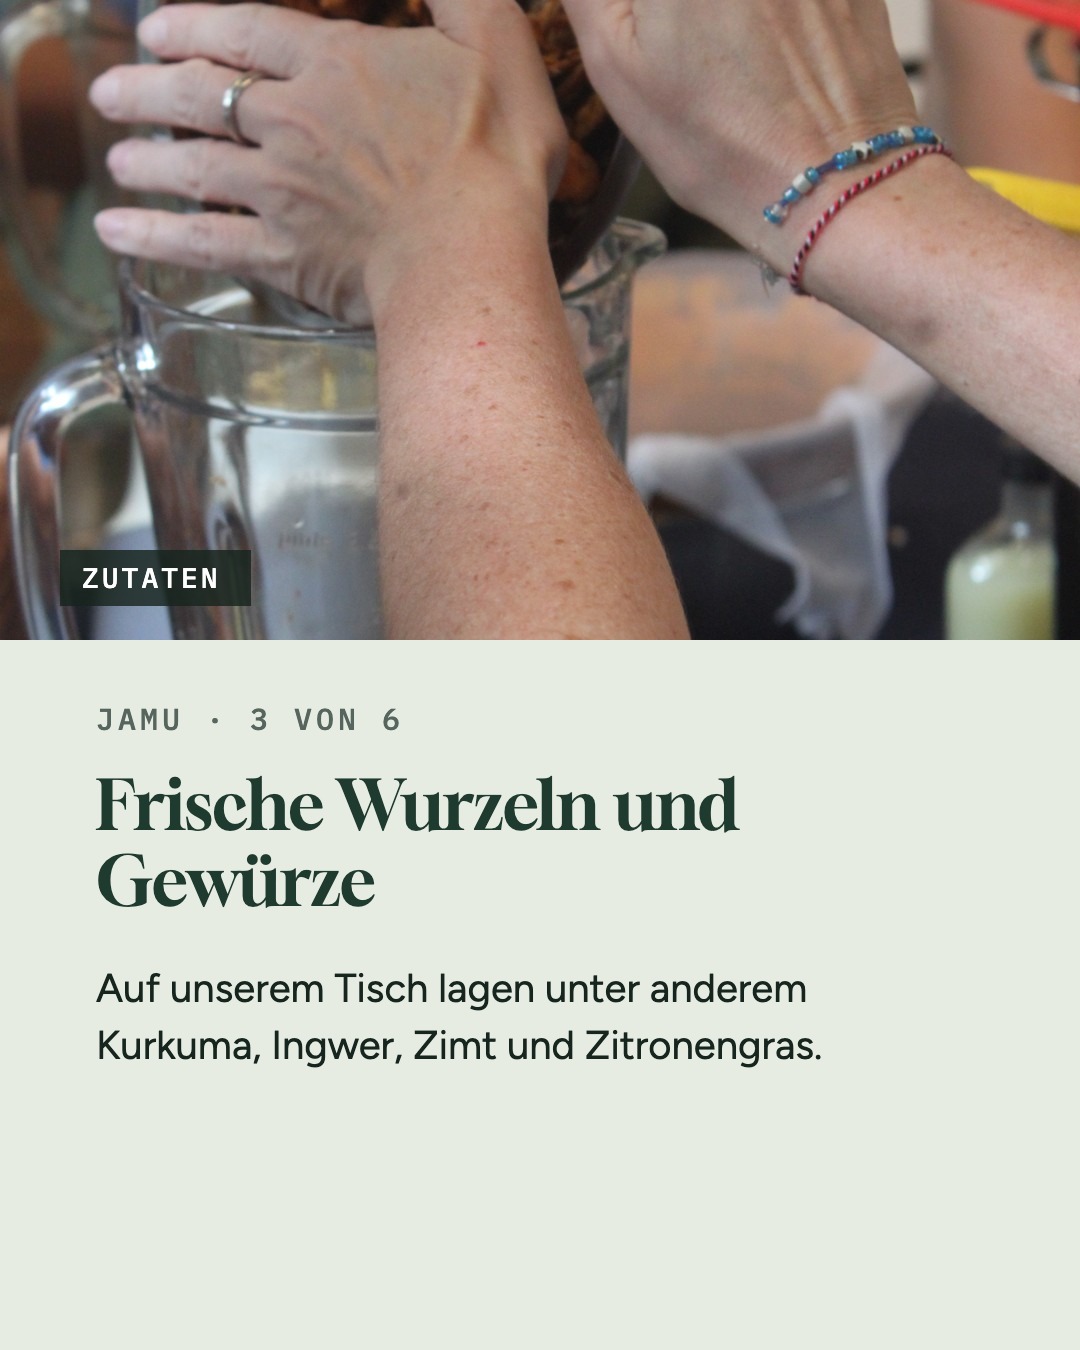 ZUTATEN
JAMU · 3 VON 6
Frische Wurzeln und
Gewürze
Auf unserem Tisch lagen unter anderem
Kurkuma, Ingwer, Zimt und Zitronengras.